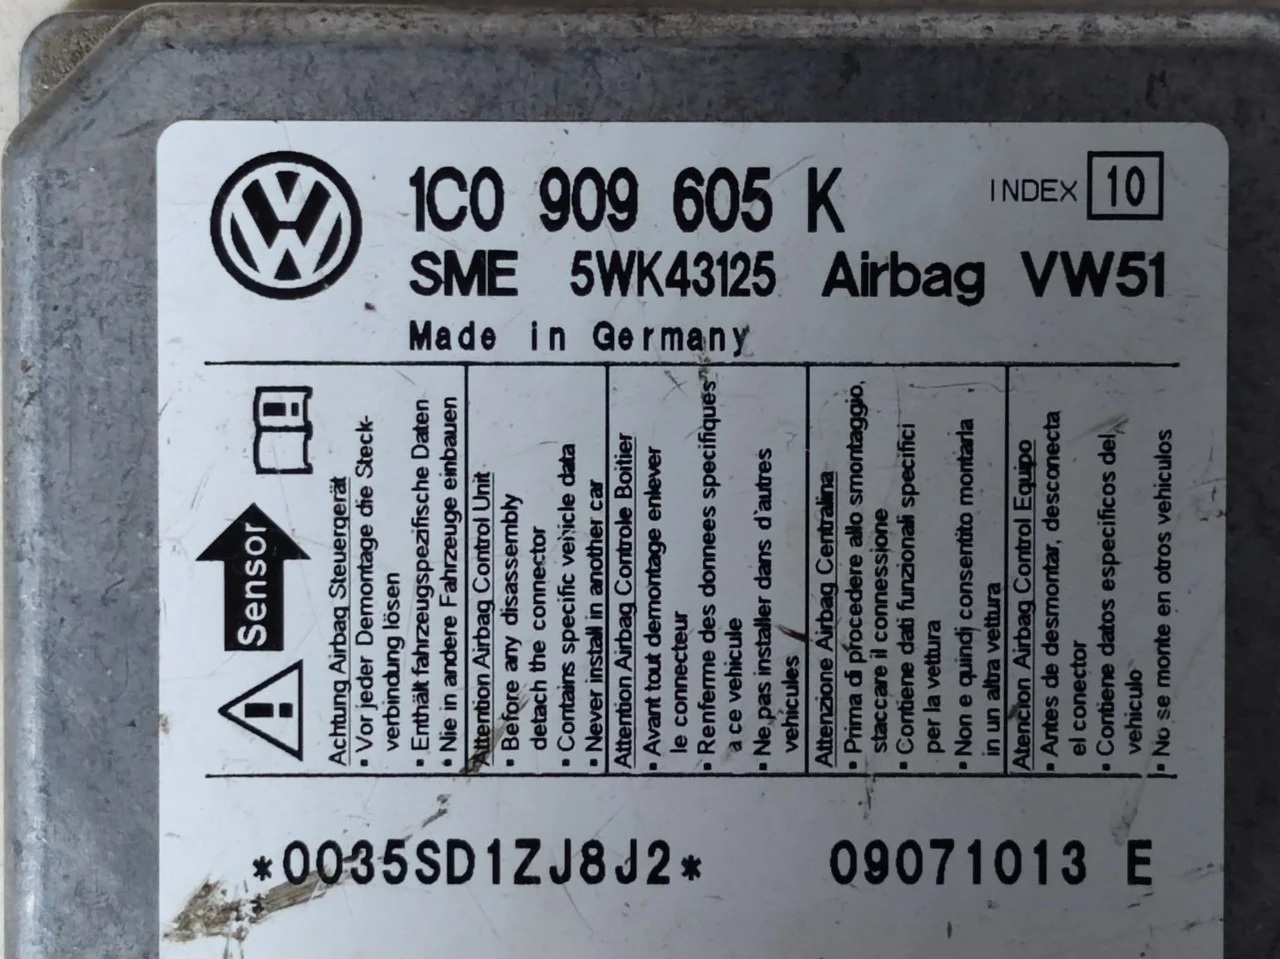 1C0 909 605 K
INDEX 10
SME 5WK43125 Airbag VW51
Made in Germany
Sensor
Achtung Airbag Steuergerät
• Vor jeder Demontage die Steck-
verbindung lösen
• Enthält fahrzeugspezifische Daten
• Nie in andere Fahrzeuge einbauen
Attention Airbag Control Unit
• Before any disassembly
detach the connector
• Contains specific vehicle data
• Never install in another car
Attention Airbag Controle Boitier
• Avant tout demontage enlever
le connecteur
• Renferme des donnees specifiques
a ce vehicule
• Ne pas installer dans d'autres
vehicules
Attenzione Airbag Centralina
• Prima di procedere allo smontaggio,
staccare il connessione
• Contiene dati funzionali specifici
per la vettura
• Non e quindi consentito montaria
in un altra vettura
Atencion Airbag Control Equipo
• Antes de desmontar, desconecta
el conector
• Contiene datos especificos del
vehiculo
• No se monte en otros vehiculos
*0035SD1ZJ8J2*
09071013 E